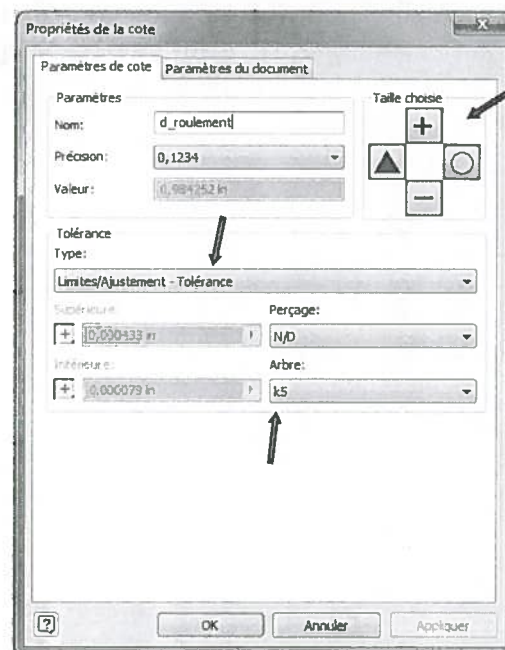 Propriétés de la cote
Paramètres de cote
Paramètres du document
Paramètres
Taille choisie
Nom:
d_roulement
Précision:
0,1234
Valeur:
0,984252 in
Tolérance
Type:
Limites/Ajustement - Tolérance
Supérieure:
Perçage:
0,000433 in
N/D
Inférieure:
Arbre:
0,000079 in
k5
OK
Annuler
Appliquer